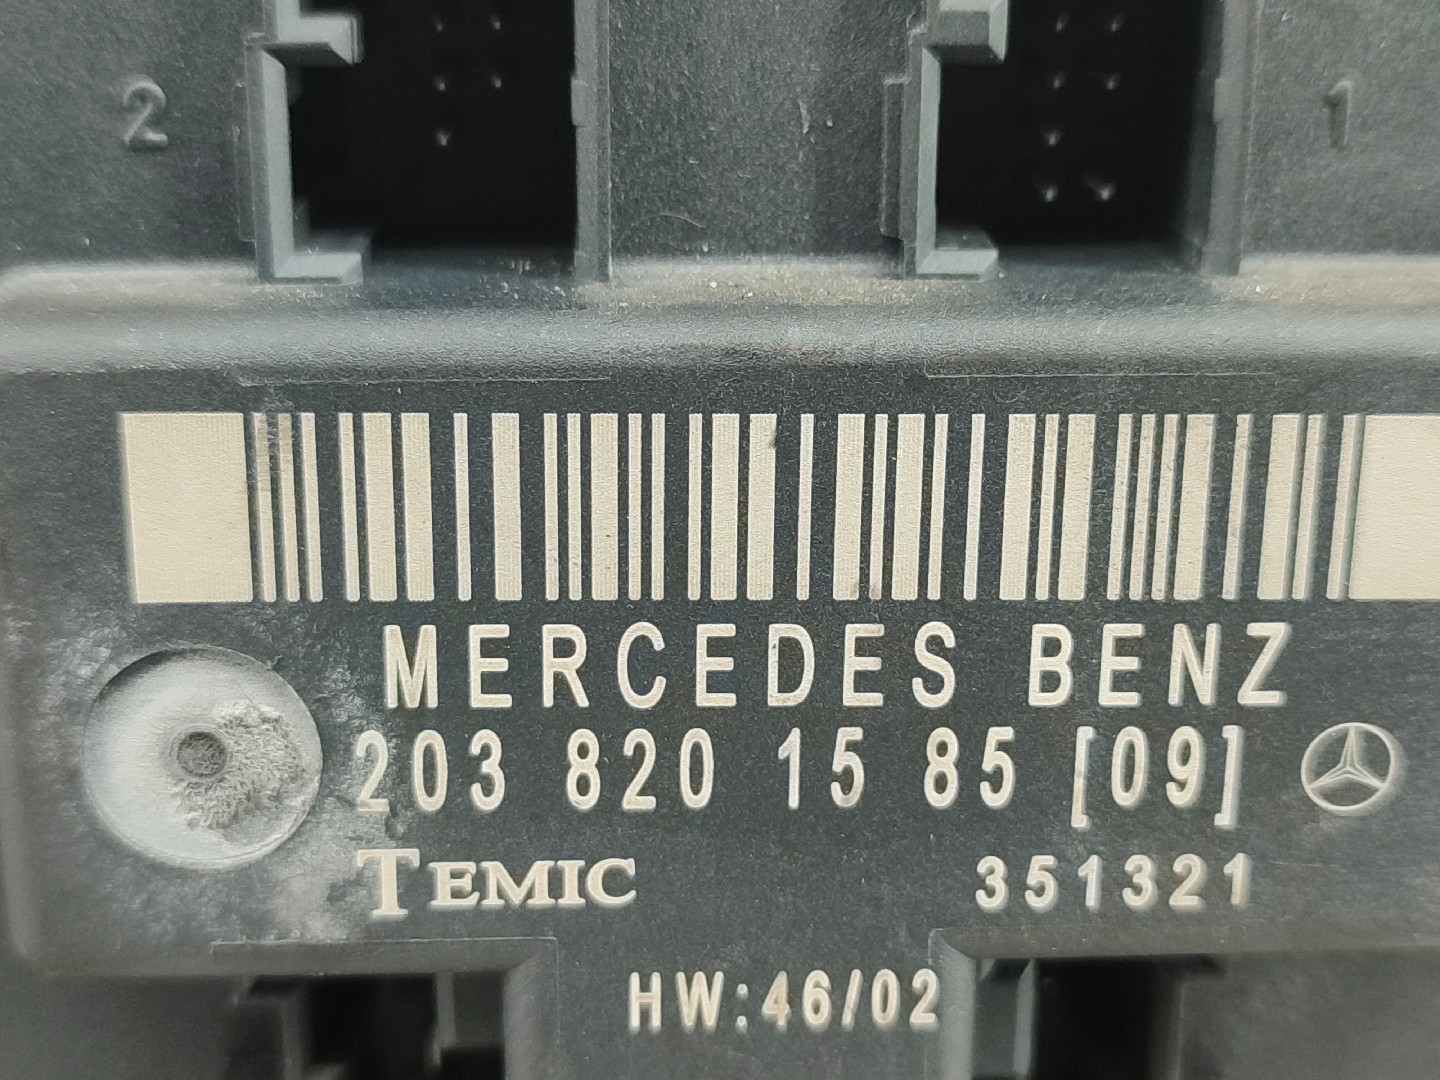 2
1
MERCEDES BENZ
203 820 15 85 [09]
TEMIC
351321
HW:46/02